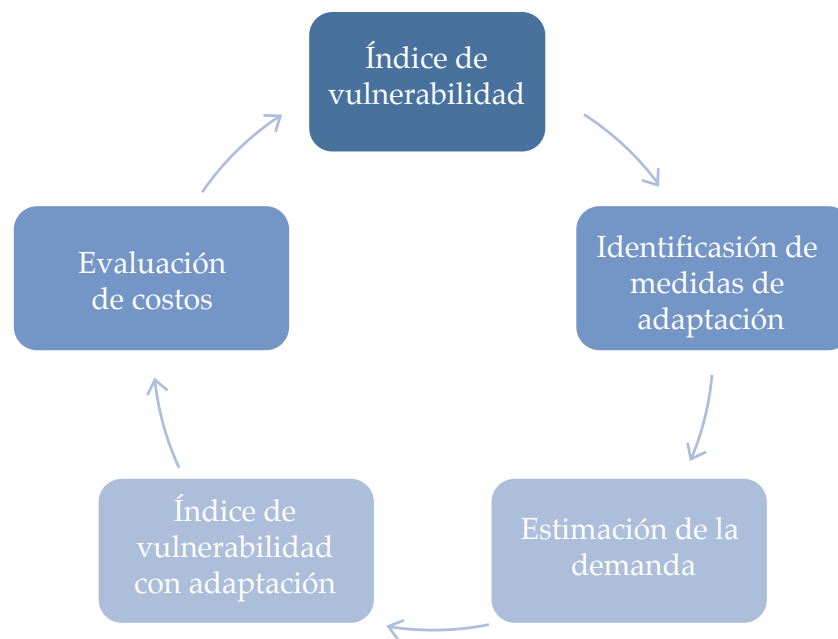 Índice de
vulnerabilidad
Identificasión de
medidas de
adaptación
Estimación de la
demanda
Índice de
vulnerabilidad
con adaptación
Evaluación
de costos